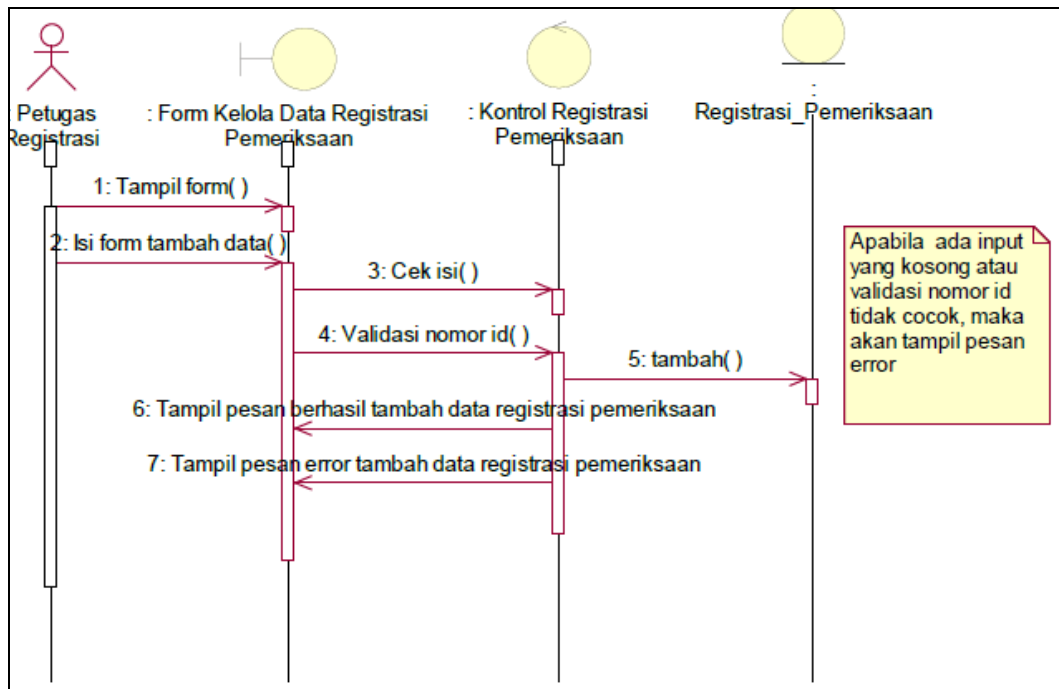 : Petugas
Registrasi
: Form Kelola Data Registrasi
Pemeriksaan
: Kontrol Registrasi
Pemeriksaan
:
Registrasi_Pemeriksaan
1: Tampil form( )
2: Isi form tambah data( )
3: Cek isi( )
4: Validasi nomor id( )
5: tambah( )
6: Tampil pesan berhasil tambah data registrasi pemeriksaan
7: Tampil pesan error tambah data registrasi pemeriksaan
Apabila ada input
yang kosong atau
validasi nomor id
tidak cocok, maka
akan tampil pesan
error